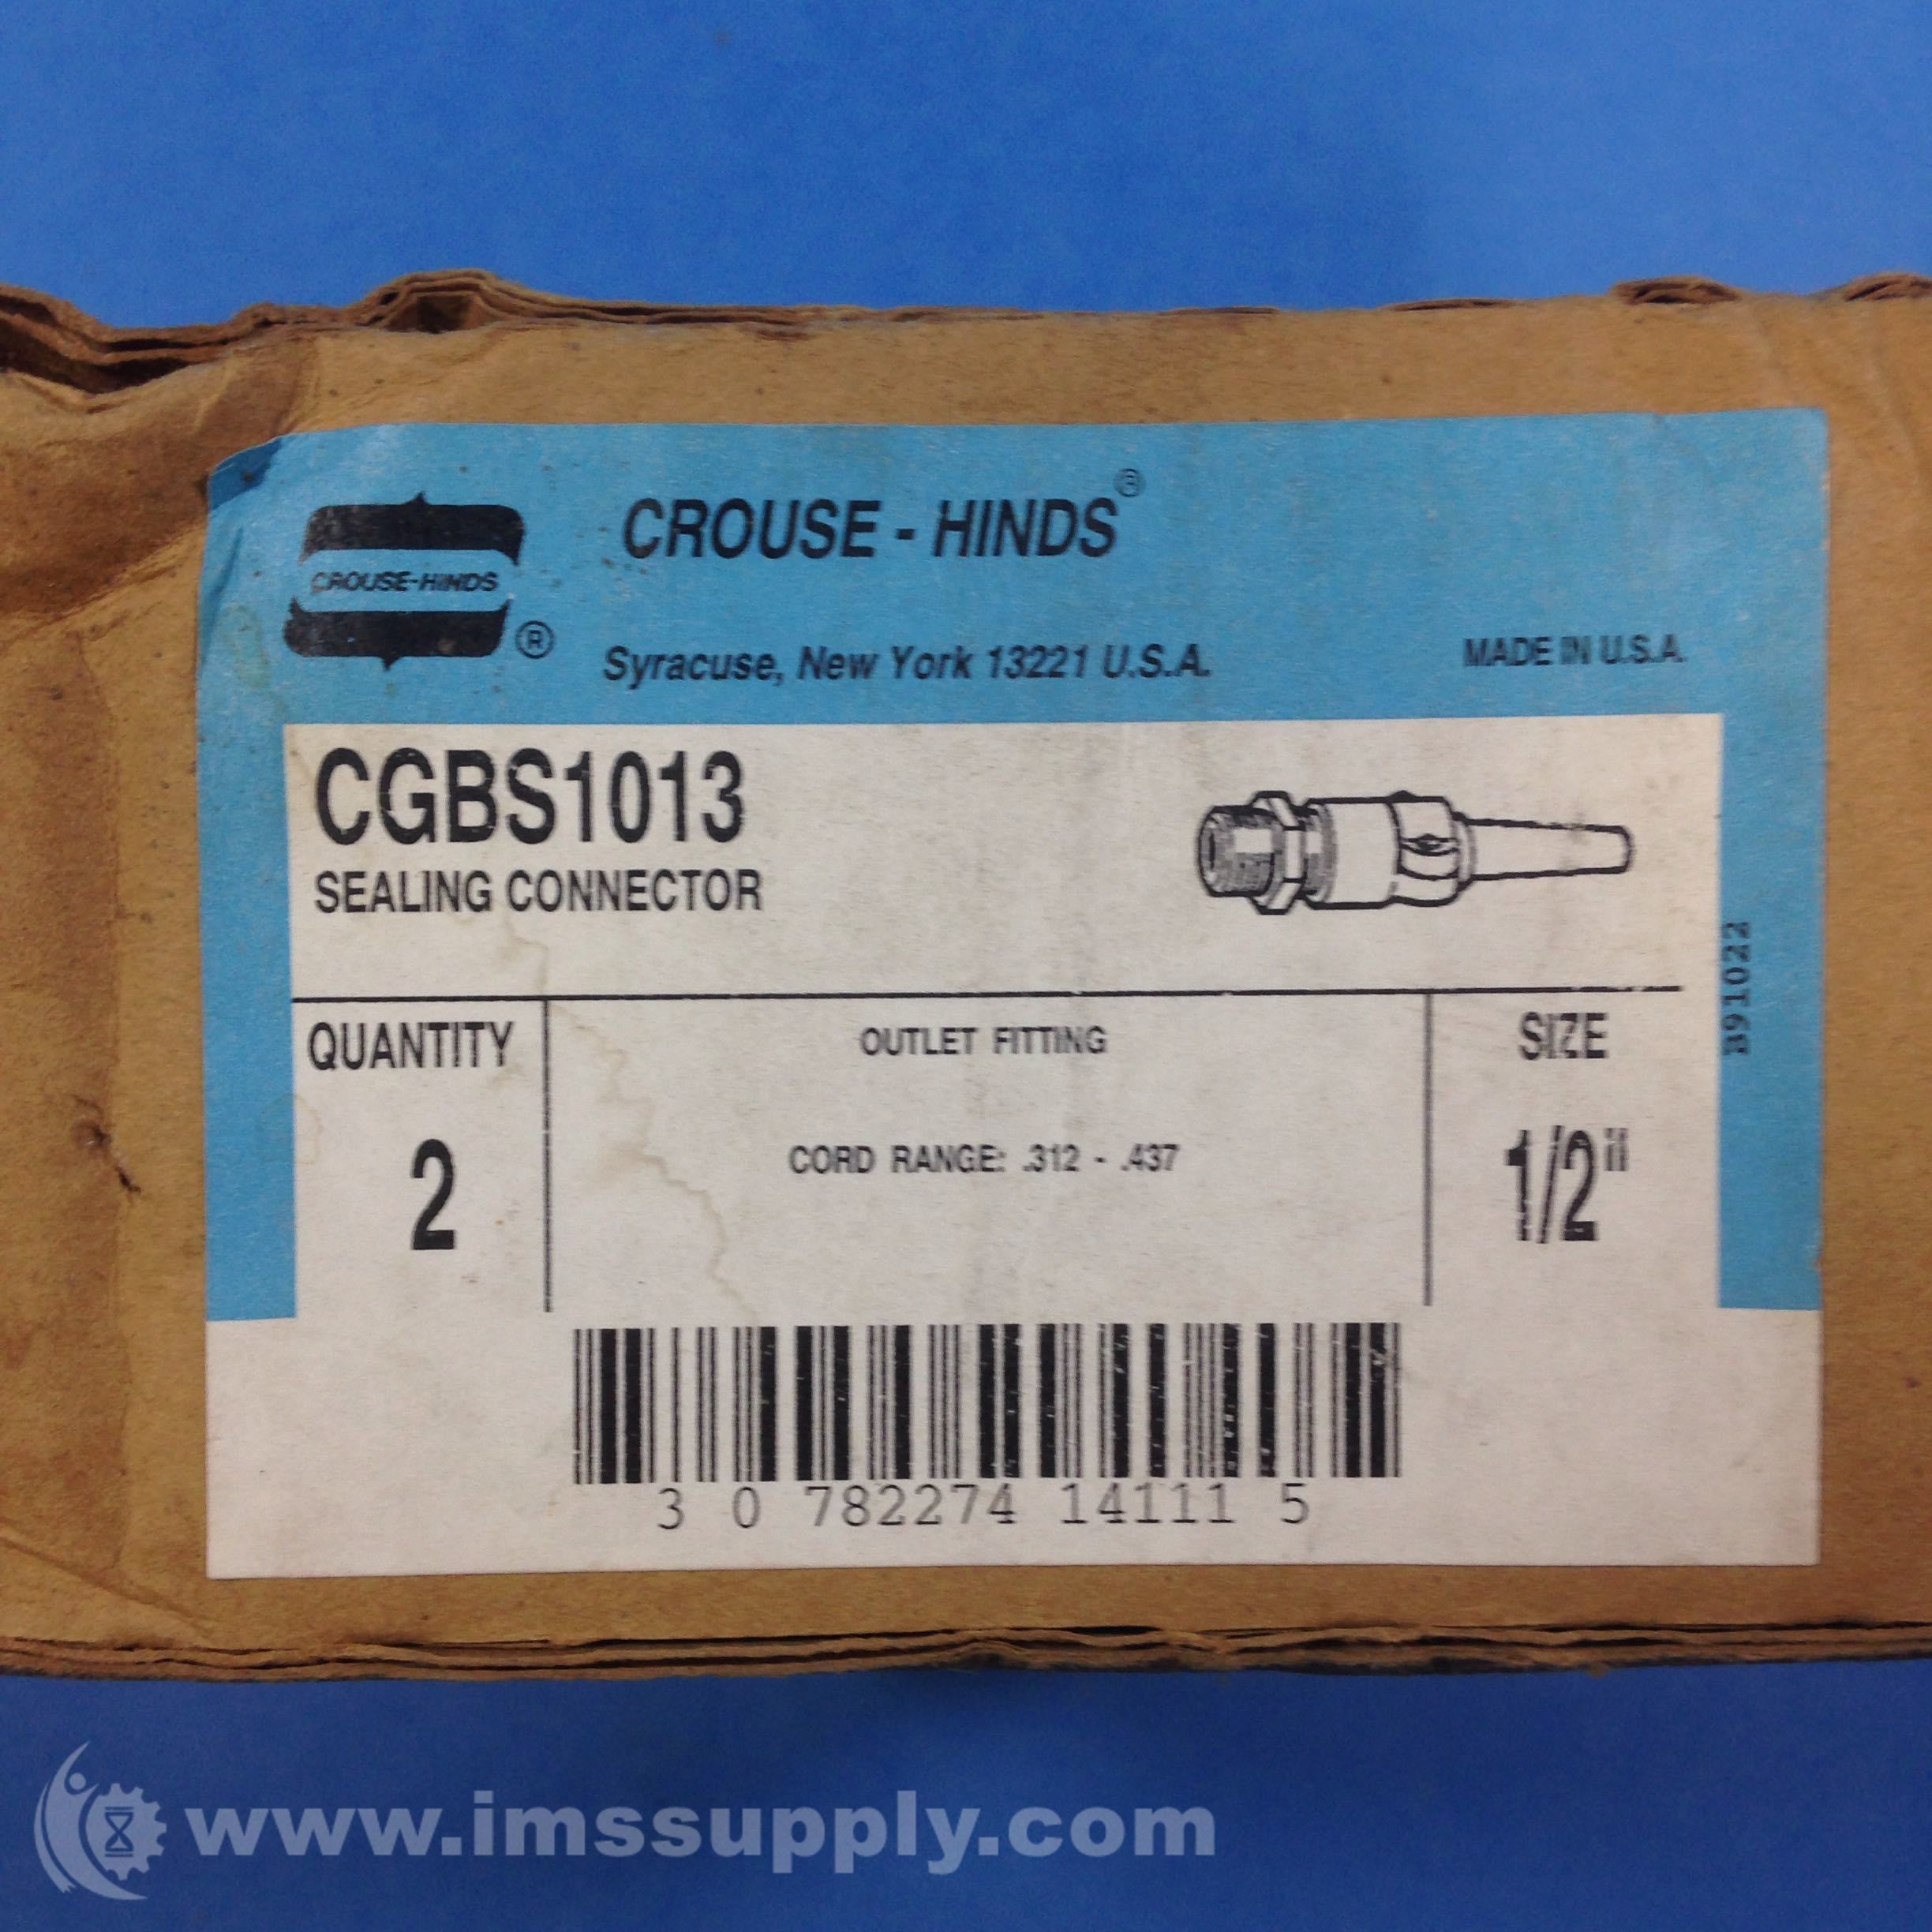 CROUSE - HINDS®
CROUSE-HINDS
®
Syracuse, New York 13221 U.S.A.
MADE IN U.S.A.
CGBS1013
SEALING CONNECTOR
B91022
QUANTITY
OUTLET FITTING
SIZE
2
CORD RANGE: .312 - .437
1/2"
3 0 782274 14111 5
www.imssupply.com